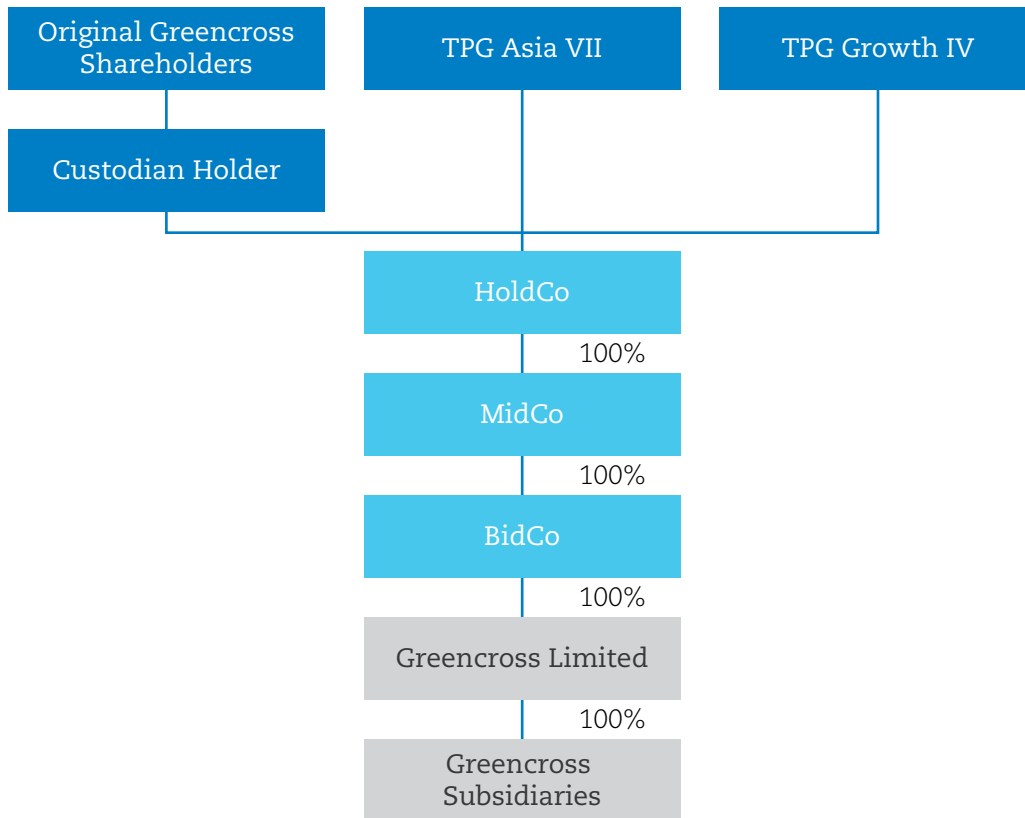 Original Greencross
Shareholders
TPG Asia VII
TPG Growth IV
Custodian Holder
HoldCo
100%
MidCo
100%
BidCo
100%
Greencross Limited
100%
Greencross
Subsidiaries